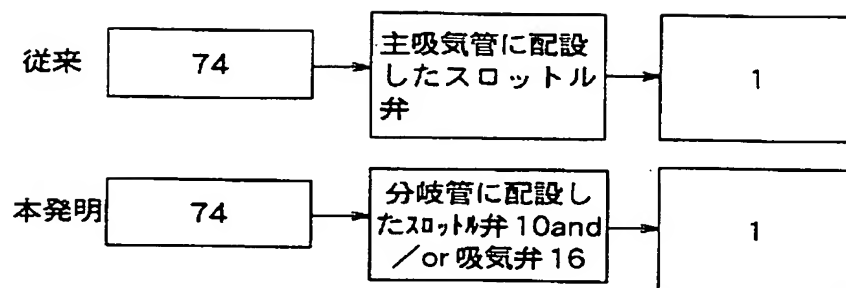 従来
74
主吸気管に配設
したスロットル
弁
1
本発明
74
分岐管に配設し
たｽﾛｯﾄﾙ弁10and
／or 吸気弁16
1